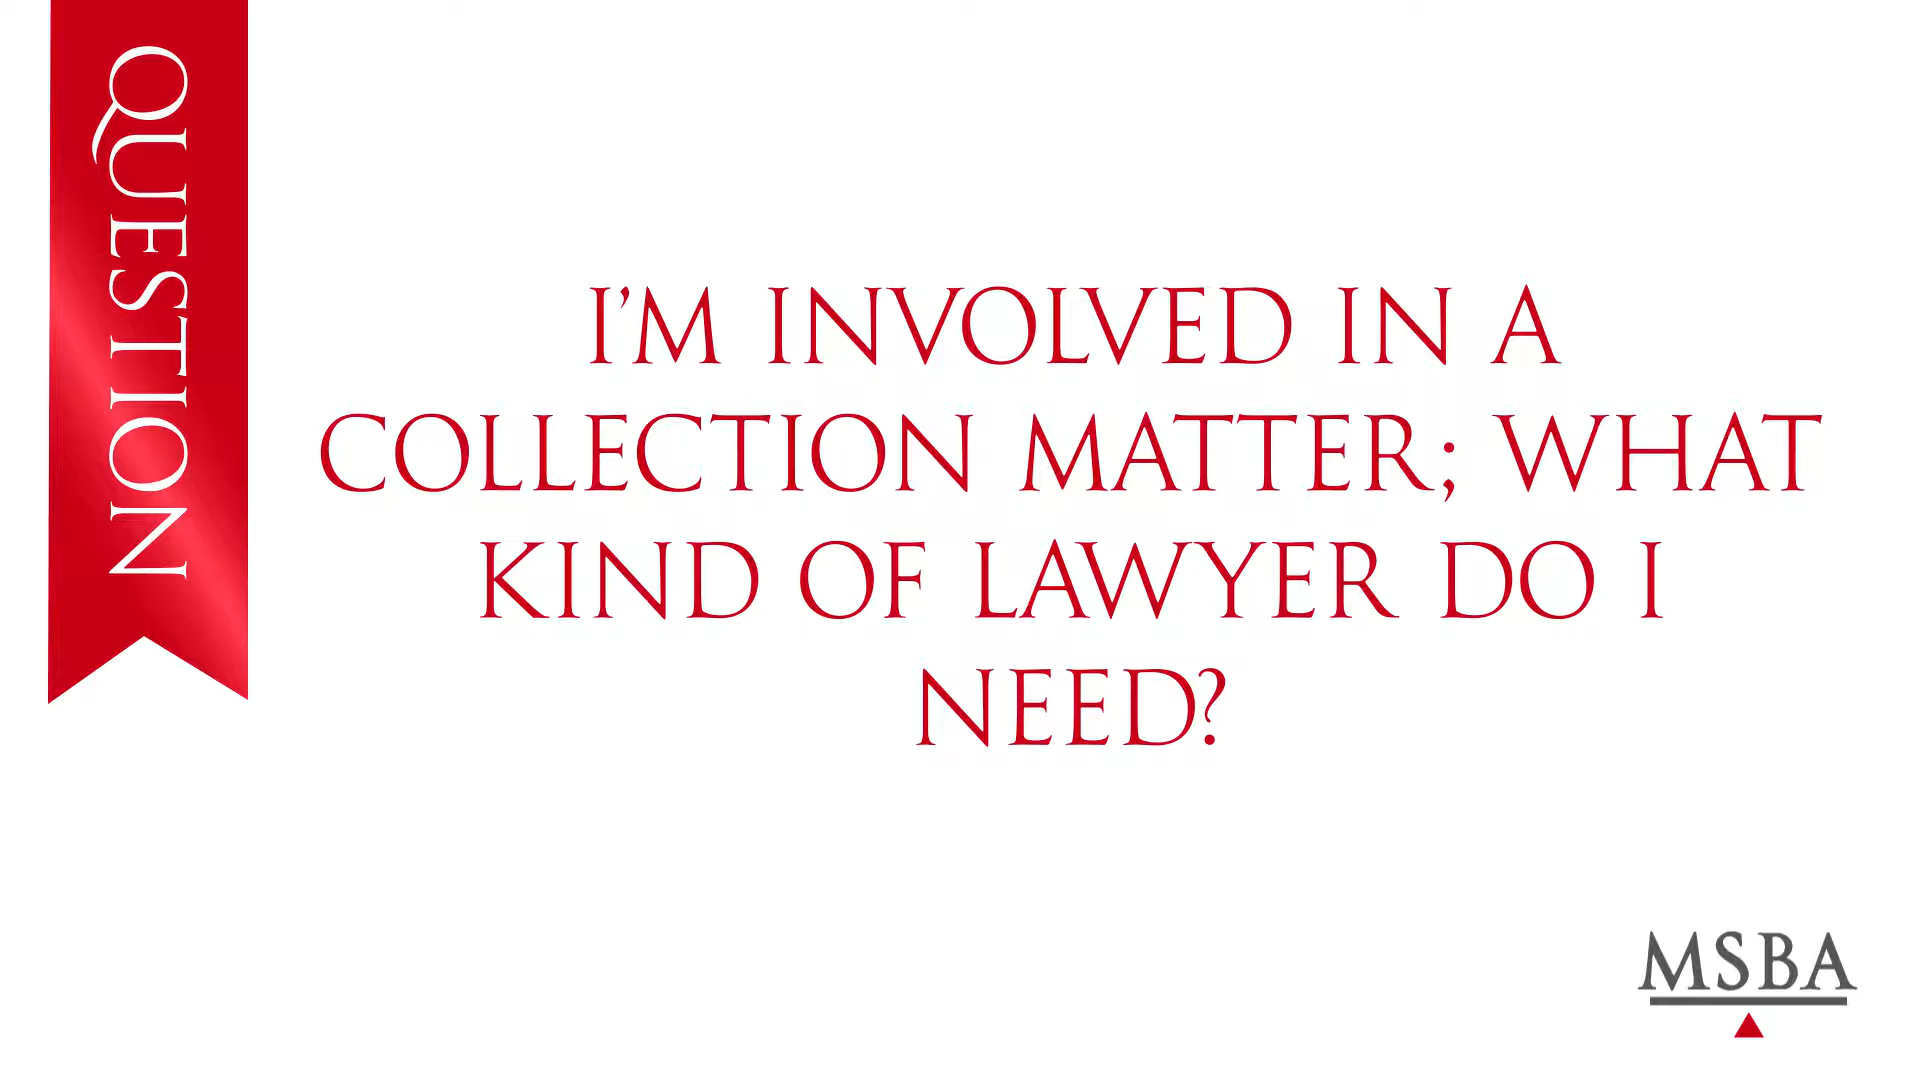 QUESTION
I'M INVOLVED IN A
COLLECTION MATTER; WHAT
KIND OF LAWYER DO I
NEED?
MSBA